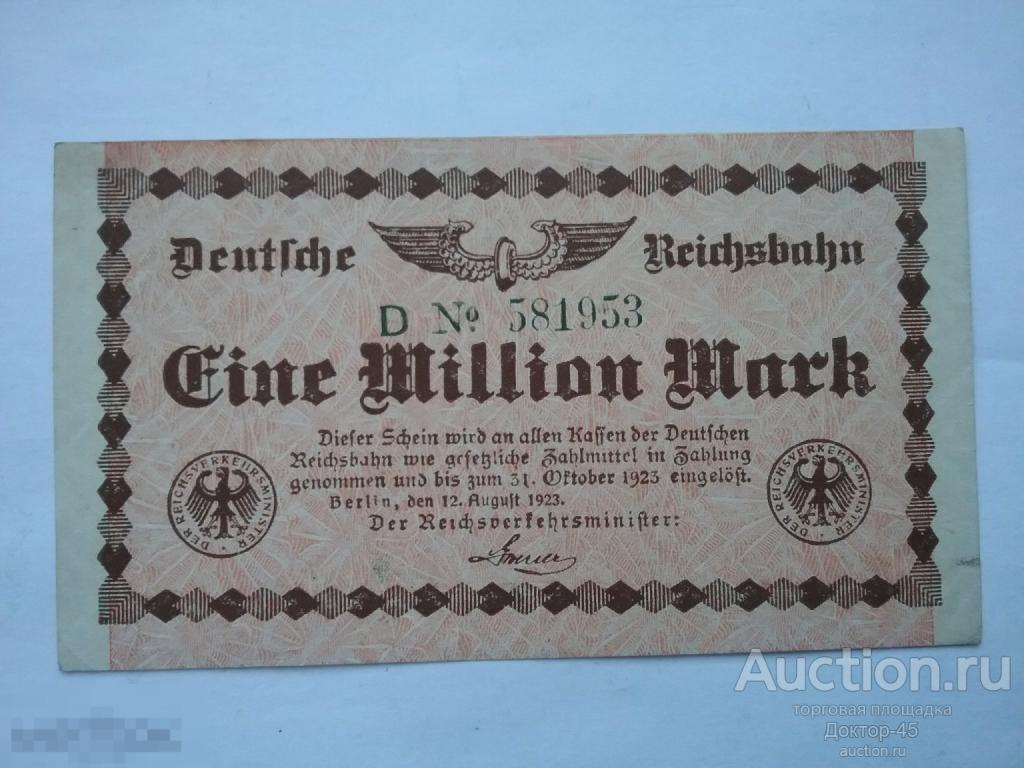 Deutsche Reichsbahn
D № 581953
Eine Million Mark
Dieser Schein wird an allen Kassen der Deutschen
Reichsbahn wie gesetzliche Zahlmittel in Zahlung
genommen und bis zum 31. Oktober 1923 eingelöst.
Berlin, den 12. August 1923.
Der Reichsverkehrsminister:
DER REICHSVERKEHRSMINISTER
DER REICHSVERKEHRSMINISTER
Auction.ru
торговая площадка
Доктор-45
auction.ru